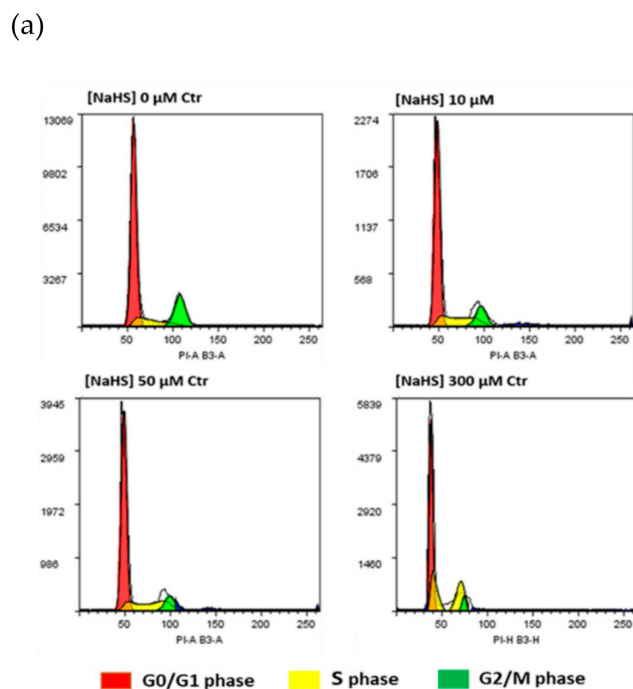 (a)
[NaHS] 0 µM Ctr
[NaHS] 10 µM
13069
9802
6534
3267
50 100 150 200 250
PI-A B3-A
2274
1706
1137
568
50 100 150 200 250
PI-A B3-A
[NaHS] 50 µM Ctr
[NaHS] 300 µM Ctr
3945
2959
1972
986
50 100 150 200 250
PI-A B3-A
5839
4379
2920
1460
50 100 150 200 250
PI-H B3-H
G0/G1 phase S phase G2/M phase